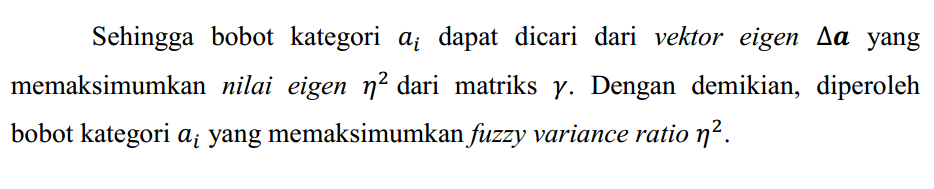 Sehingga bobot kategori aᵢ dapat dicari dari vektor eigen Δa yang
memaksimumkan nilai eigen η² dari matriks γ. Dengan demikian, diperoleh
bobot kategori aᵢ yang memaksimumkan fuzzy variance ratio η².